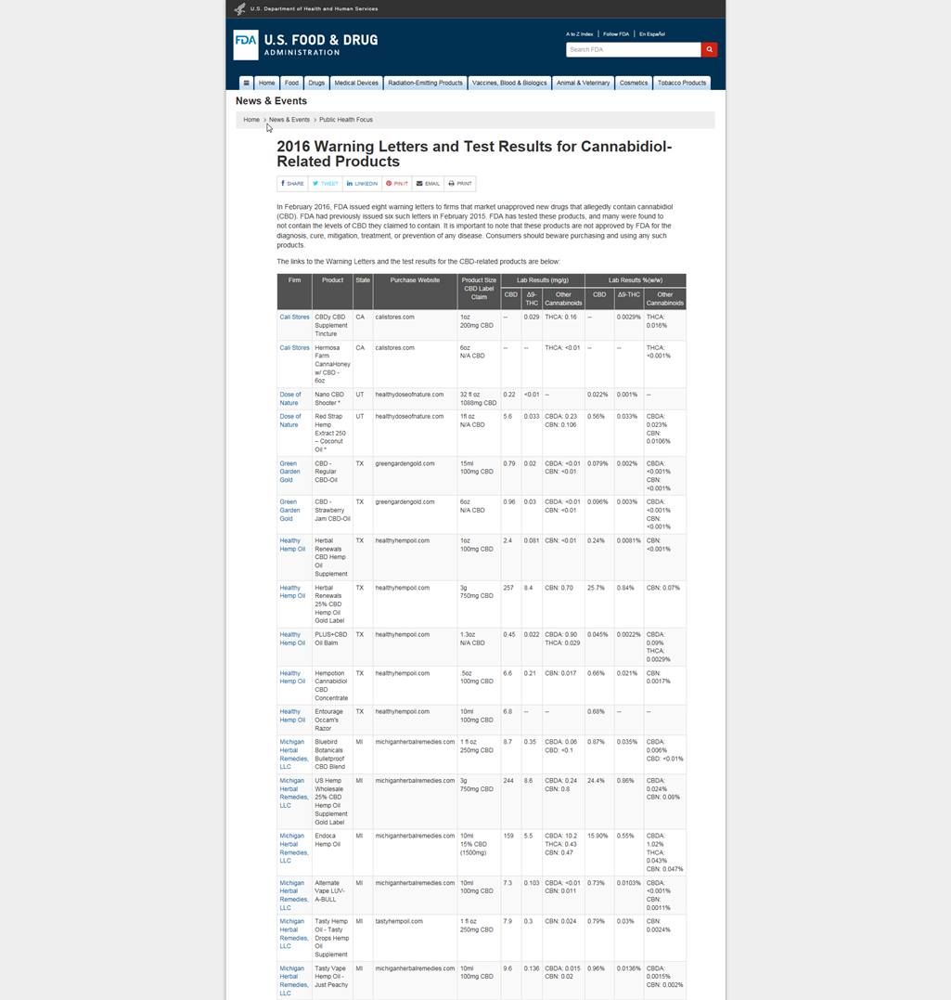 U.S. Department of Health and Human Services
FDA U.S. FOOD & DRUG
ADMINISTRATION
A to Z Index | Follow FDA | En Español
Search FDA
Home Food Drugs Medical Devices Radiation-Emitting Products Vaccines, Blood & Biologics Animal & Veterinary Cosmetics Tobacco Products
News & Events
Home > News & Events > Public Health Focus
2016 Warning Letters and Test Results for Cannabidiol-
Related Products
SHARE TWEET LINKEDIN PIN IT EMAIL PRINT
In February 2016, FDA issued eight warning letters to firms that market unapproved new drugs that allegedly contain cannabidiol
(CBD). FDA had previously issued six such letters in February 2015. FDA has tested these products, and many were found to
not contain the levels of CBD they claimed to contain. It is important to note that these products are not approved by FDA for the
diagnosis, cure, mitigation, treatment, or prevention of any disease. Consumers should beware purchasing and using any such
products.
The links to the Warning Letters and the test results for the CBD-related products are below:
Firm Product State Purchase Website Product Size Lab Results (mg/g) Lab Results %(w/w)
CBD Label
Claim
CBD Δ9- Other CBD Δ9-THC Other
THC Cannabinoids Cannabinoids
Cali Stores CBDy CBD CA calistores.com 1oz -- 0.029 THCA: 0.16 -- 0.0029% THCA:
Supplement 200mg CBD 0.016%
Tincture
Cali Stores Hermosa CA calistores.com 6oz -- -- THCA: <0.01 -- -- THCA:
Farm N/A CBD <0.001%
CannaHoney
w/ CBD -
6oz
Dose of Nano CBD UT healthydoseofnature.com 32 fl oz 0.22 <0.01 -- 0.022% 0.001% --
Nature Shooter * 1088mg CBD
Dose of Red Strap UT healthydoseofnature.com 1fl oz 5.6 0.033 CBDA: 0.23 0.56% 0.033% CBDA:
Nature Hemp N/A CBD CBN: 0.106 0.023%
Extract 250 CBN:
– Coconut 0.0106%
Oil *
Green CBD - TX greengardengold.com 15ml 0.79 0.02 CBDA: <0.01 0.079% 0.002% CBDA:
Garden Regular 100mg CBD CBN: <0.01 <0.001%
Gold CBD-Oil CBN:
<0.001%
Green CBD - TX greengardengold.com 6oz 0.96 0.03 CBDA: <0.01 0.096% 0.003% CBDA:
Garden Strawberry N/A CBD CBN: <0.01 <0.001%
Gold Jam CBD-Oil CBN:
<0.001%
Healthy Herbal TX healthyhempoil.com 1oz 2.4 0.081 CBN: <0.01 0.24% 0.0081% CBN:
Hemp Oil Renewals 100mg CBD <0.001%
CBD Hemp
Oil
Supplement
Healthy Herbal TX healthyhempoil.com 3g 257 8.4 CBN: 0.70 25.7% 0.84% CBN: 0.07%
Hemp Oil Renewals 750mg CBD
25% CBD
Hemp Oil
Gold Label
Healthy PLUS+CBD TX healthyhempoil.com 1.3oz 0.45 0.022 CBDA: 0.90 0.045% 0.0022% CBDA:
Hemp Oil Oil Balm N/A CBD THCA: 0.029 0.09%
THCA:
0.0029%
Healthy Hempotion TX healthyhempoil.com .5oz 6.6 0.21 CBN: 0.017 0.66% 0.021% CBN:
Hemp Oil Cannabidiol 100mg CBD 0.0017%
CBD
Concentrate
Healthy Entourage TX healthyhempoil.com 10ml 6.8 -- -- 0.68% -- --
Hemp Oil Occam's 100mg CBD
Razor
Michigan Bluebird MI michiganherbalremedies.com 1 fl oz 8.7 0.35 CBDA: 0.06 0.87% 0.035% CBDA:
Herbal Botanicals 250mg CBD CBD: <0.1 0.006%
Remedies, Bulletproof CBD: <0.01%
LLC CBD Blend
Michigan US Hemp MI michiganherbalremedies.com 3g 244 8.6 CBDA: 0.24 24.4% 0.86% CBDA:
Herbal Wholesale 750mg CBD CBN: 0.8 0.024%
Remedies, 25% CBD CBN: 0.08%
LLC Hemp Oil
Supplement
Gold Label
Michigan Endoca MI michiganherbalremedies.com 10ml 159 5.5 CBDA: 10.2 15.90% 0.55% CBDA:
Herbal Hemp Oil 15% CBD THCA: 0.43 1.02%
Remedies, (1500mg) CBN: 0.47 THCA:
LLC 0.043%
CBN: 0.047%
Michigan Alternate MI michiganherbalremedies.com 10ml 7.3 0.103 CBDA: <0.01 0.73% 0.0103% CBDA:
Herbal Vape LUV- 100mg CBD CBN: 0.011 <0.001%
Remedies, A-BULL CBN:
LLC 0.0011%
Michigan Tasty Hemp MI tastyhempoil.com 1 fl oz 7.9 0.3 CBN: 0.024 0.79% 0.03% CBN:
Herbal Oil - Tasty 250mg CBD 0.0024%
Remedies, Drops Hemp
LLC Oil
Supplement
Michigan Tasty Vape MI michiganherbalremedies.com 10ml 9.6 0.136 CBDA: 0.015 0.96% 0.0136% CBDA:
Herbal Hemp Oil - 100mg CBD CBN: 0.02 0.0015%
Remedies, Just Peachy CBN: 0.002%
LLC